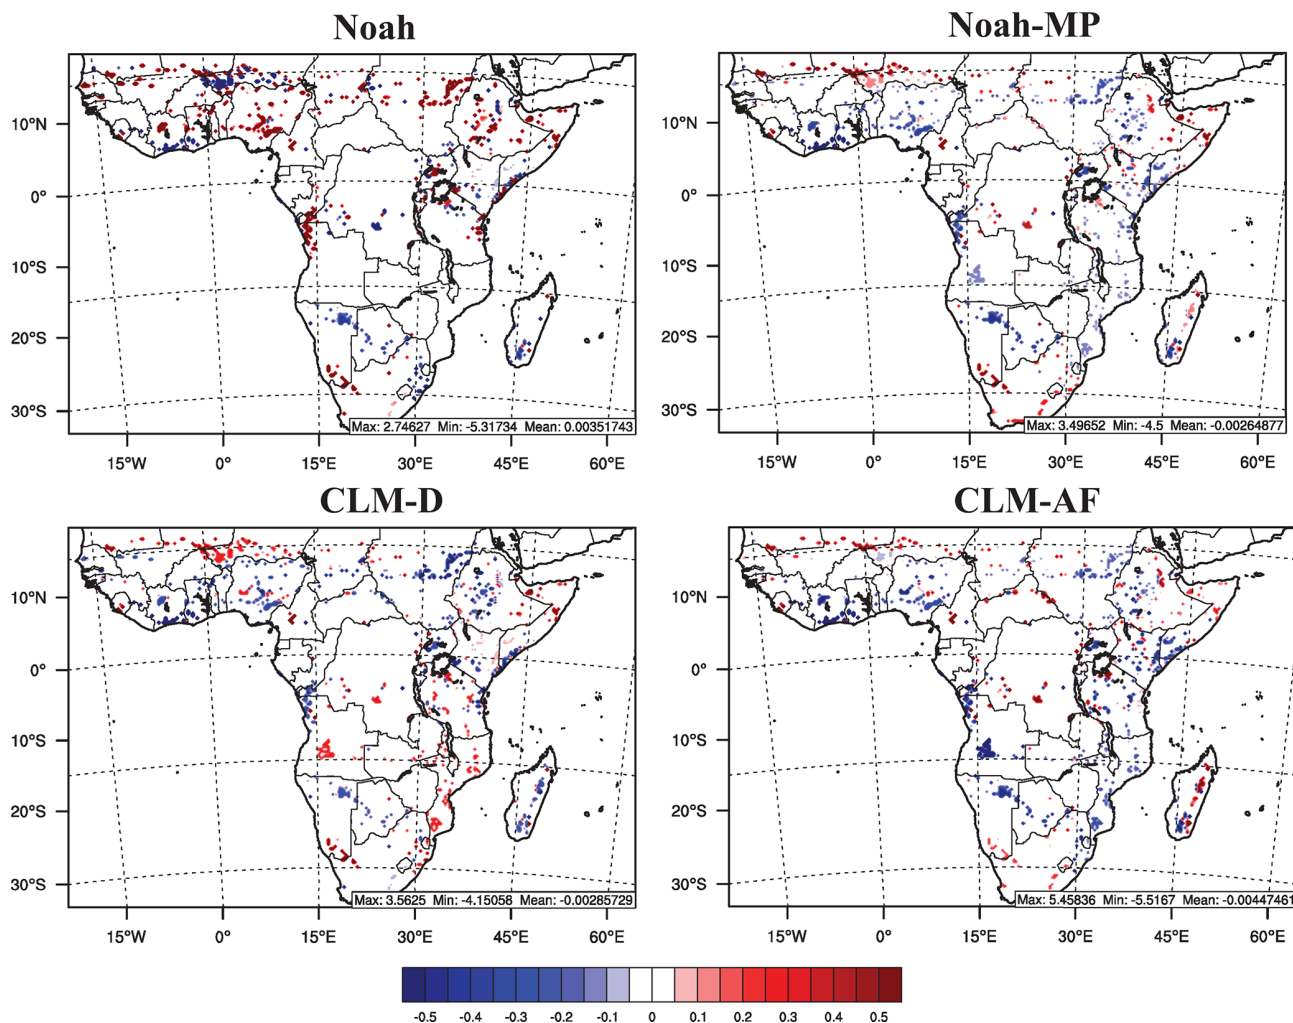 Noah
Noah-MP
10°N
0°
10°S
20°S
30°S
Max: 2.74627 Min: -5.31734 Mean: 0.00351743
15°W 0° 15°E 30°E 45°E 60°E
10°N
0°
10°S
20°S
30°S
Max: 3.49652 Min: -4.5 Mean: -0.00264877
15°W 0° 15°E 30°E 45°E 60°E
CLM-D
CLM-AF
10°N
0°
10°S
20°S
30°S
Max: 3.5625 Min: -4.15058 Mean: -0.00285729
15°W 0° 15°E 30°E 45°E 60°E
10°N
0°
10°S
20°S
30°S
Max: 5.45836 Min: -5.5167 Mean: -0.00447461
15°W 0° 15°E 30°E 45°E 60°E
-0.5 -0.4 -0.3 -0.2 -0.1 0 0.1 0.2 0.3 0.4 0.5